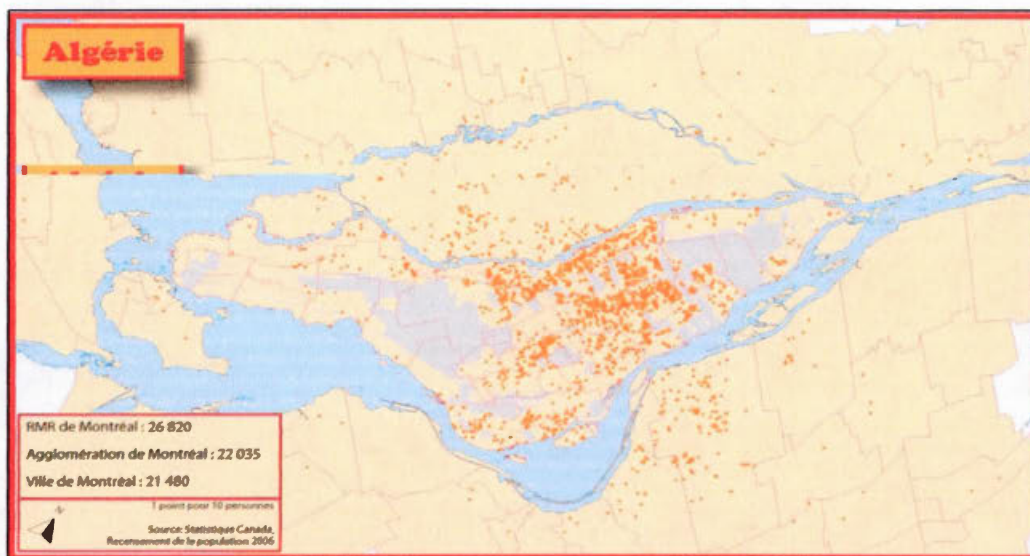 Algérie
RMR de Montréal : 26 820
Agglomération de Montréal : 22 035
Ville de Montréal : 21 480
1 point pour 10 personnes
N
Source: Statistique Canada,
Recensement de la population 2006